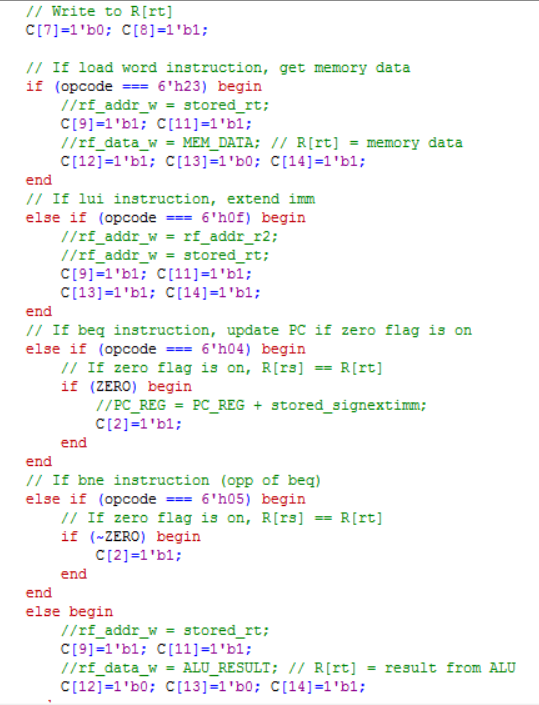 // Write to R[rt]
C[7]=1'b0; C[8]=1'b1;
// If load word instruction, get memory data
if (opcode === 6'h23) begin
//rf_addr_w = stored_rt;
C[9]=1'b1; C[11]=1'b1;
//rf_data_w = MEM_DATA; // R[rt] = memory data
C[12]=1'b1; C[13]=1'b0; C[14]=1'b1;
end
// If lui instruction, extend imm
else if (opcode === 6'h0f) begin
//rf_addr_w = rf_addr_r2;
//rf_addr_w = stored_rt;
C[9]=1'b1; C[11]=1'b1;
C[13]=1'b1; C[14]=1'b1;
end
// If beq instruction, update PC if zero flag is on
else if (opcode === 6'h04) begin
// If zero flag is on, R[rs] == R[rt]
if (ZERO) begin
//PC_REG = PC_REG + stored_signextimm;
C[2]=1'b1;
end
end
// If bne instruction (opp of beq)
else if (opcode === 6'h05) begin
// If zero flag is on, R[rs] == R[rt]
if (~ZERO) begin
C[2]=1'b1;
end
end
else begin
//rf_addr_w = stored_rt;
C[9]=1'b1; C[11]=1'b1;
//rf_data_w = ALU_RESULT; // R[rt] = result from ALU
C[12]=1'b0; C[13]=1'b0; C[14]=1'b1;